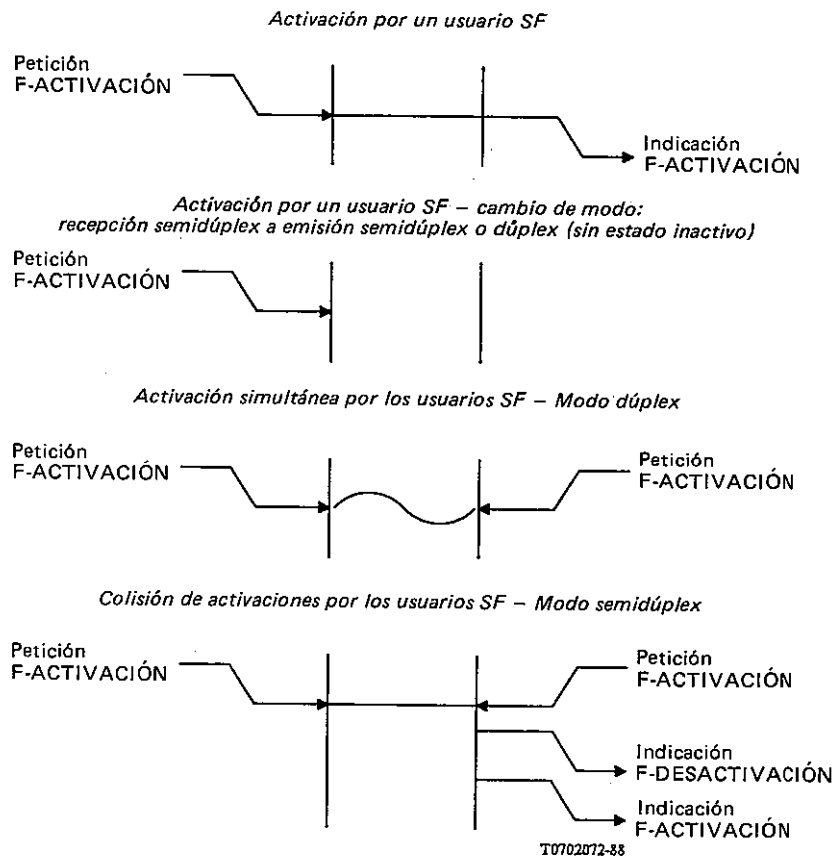 Activación por un usuario SF
Petición
F-ACTIVACIÓN
Indicación
F-ACTIVACIÓN
Activación por un usuario SF – cambio de modo:
recepción semidúplex a emisión semidúplex o dúplex (sin estado inactivo)
Petición
F-ACTIVACIÓN
Activación simultánea por los usuarios SF – Modo dúplex
Petición
F-ACTIVACIÓN
Petición
F-ACTIVACIÓN
Colisión de activaciones por los usuarios SF – Modo semidúplex
Petición
F-ACTIVACIÓN
Petición
F-ACTIVACIÓN
Indicación
F-DESACTIVACIÓN
Indicación
F-ACTIVACIÓN
T0702072-88